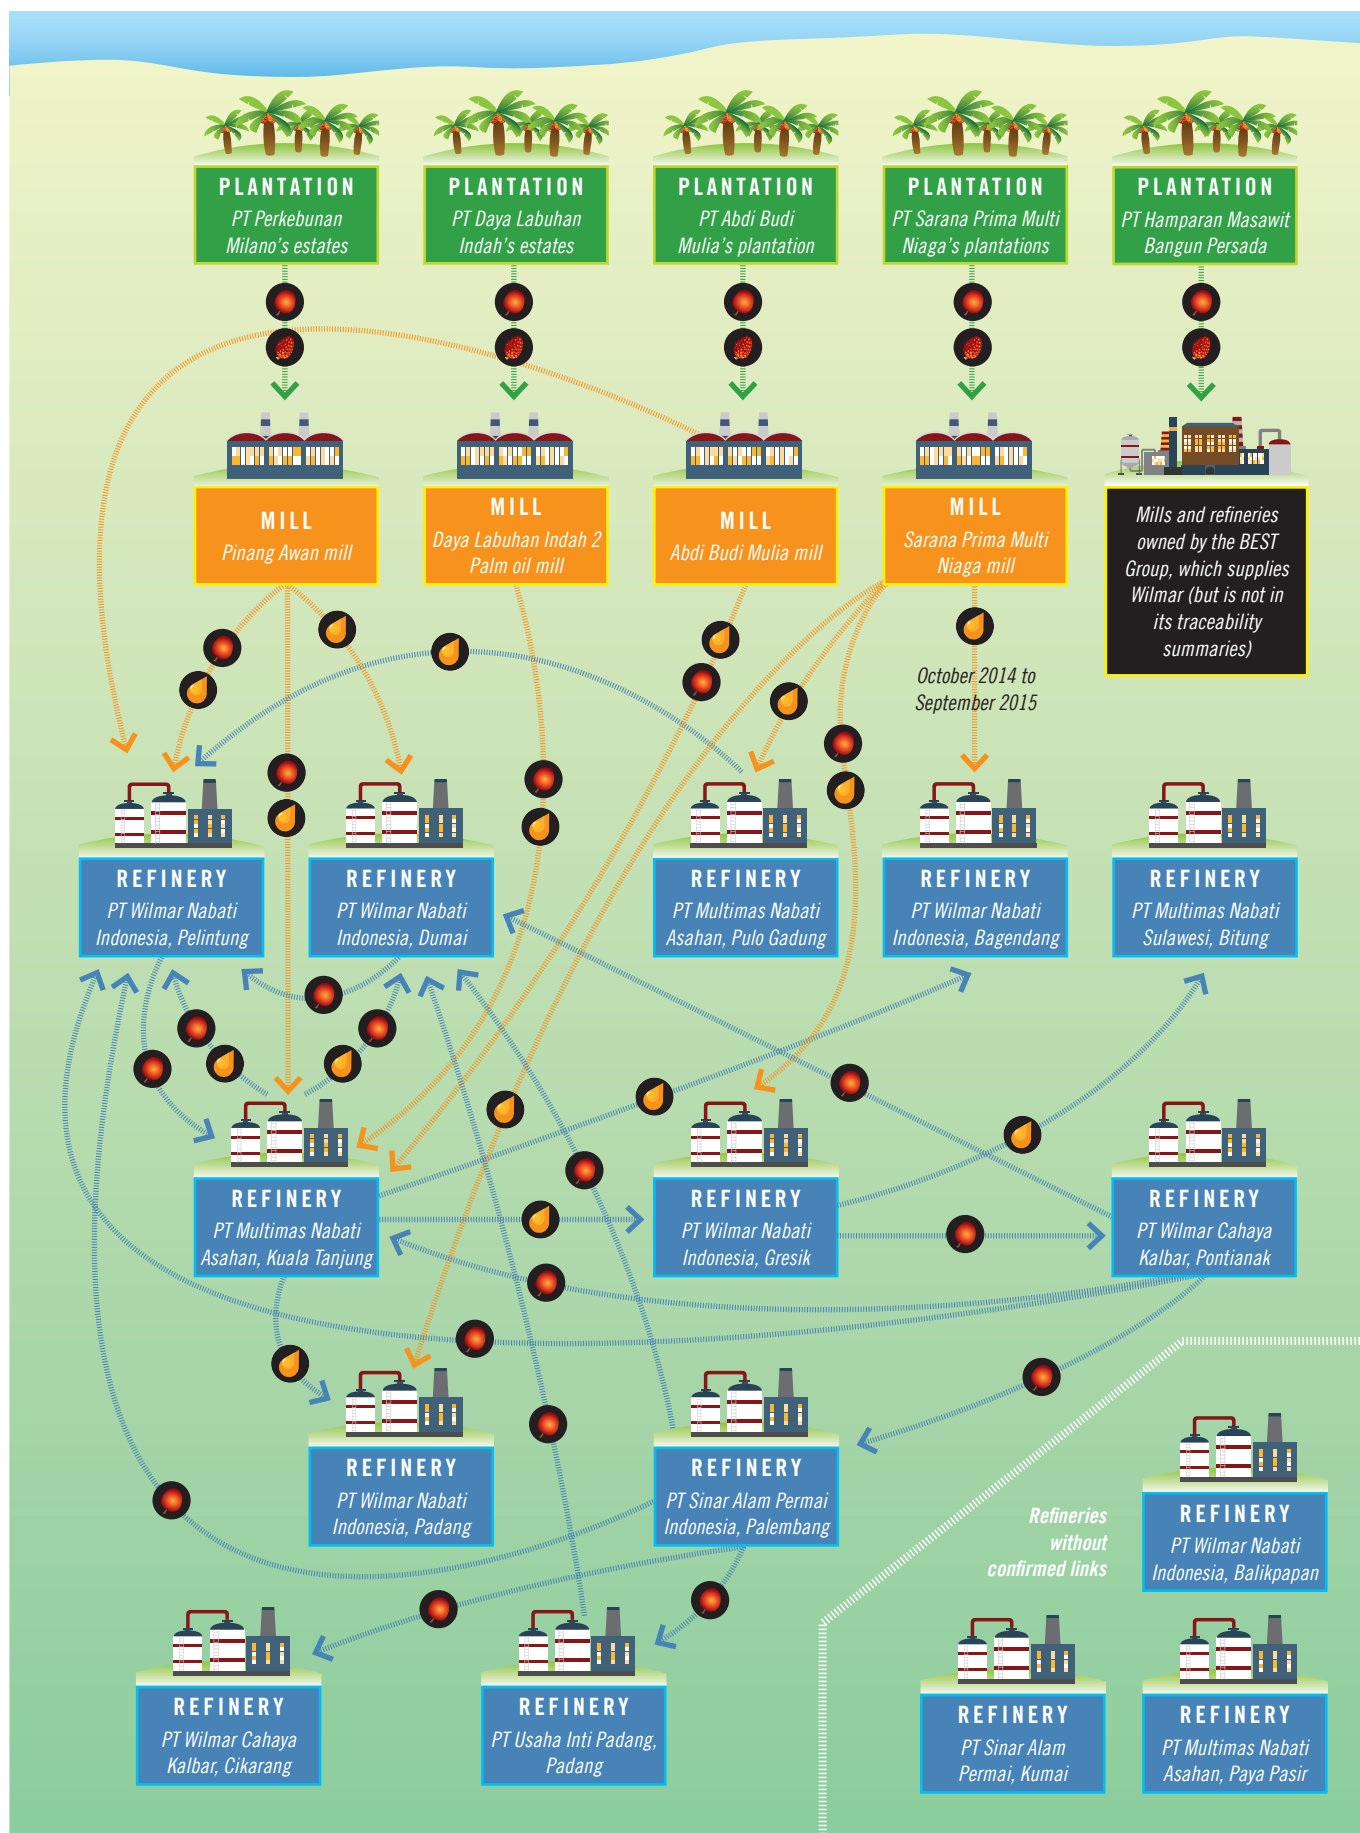 PLANTATION
PT Perkebunan
Milano's estates
PLANTATION
PT Daya Labuhan
Indah's estates
PLANTATION
PT Abdi Budi
Mulia's plantation
PLANTATION
PT Sarana Prima Multi
Niaga's plantations
PLANTATION
PT Hamparan Masawit
Bangun Persada
MILL
Pinang Awan mill
MILL
Daya Labuhan Indah 2
Palm oil mill
MILL
Abdi Budi Mulia mill
MILL
Sarana Prima Multi
Niaga mill
Mills and refineries
owned by the BEST
Group, which supplies
Wilmar (but is not in
its traceability
summaries)
October 2014 to
September 2015
REFINERY
PT Wilmar Nabati
Indonesia, Pelintung
REFINERY
PT Wilmar Nabati
Indonesia, Dumai
REFINERY
PT Multimas Nabati
Asahan, Pulo Gadung
REFINERY
PT Wilmar Nabati
Indonesia, Bagendang
REFINERY
PT Multimas Nabati
Sulawesi, Bitung
REFINERY
PT Multimas Nabati
Asahan, Kuala Tanjung
REFINERY
PT Wilmar Nabati
Indonesia, Gresik
REFINERY
PT Wilmar Cahaya
Kalbar, Pontianak
REFINERY
PT Wilmar Nabati
Indonesia, Padang
REFINERY
PT Sinar Alam Permai
Indonesia, Palembang
Refineries
without
confirmed links
REFINERY
PT Wilmar Nabati
Indonesia, Balikpapan
REFINERY
PT Wilmar Cahaya
Kalbar, Cikarang
REFINERY
PT Usaha Inti Padang,
Padang
REFINERY
PT Sinar Alam
Permai, Kumai
REFINERY
PT Multimas Nabati
Asahan, Paya Pasir